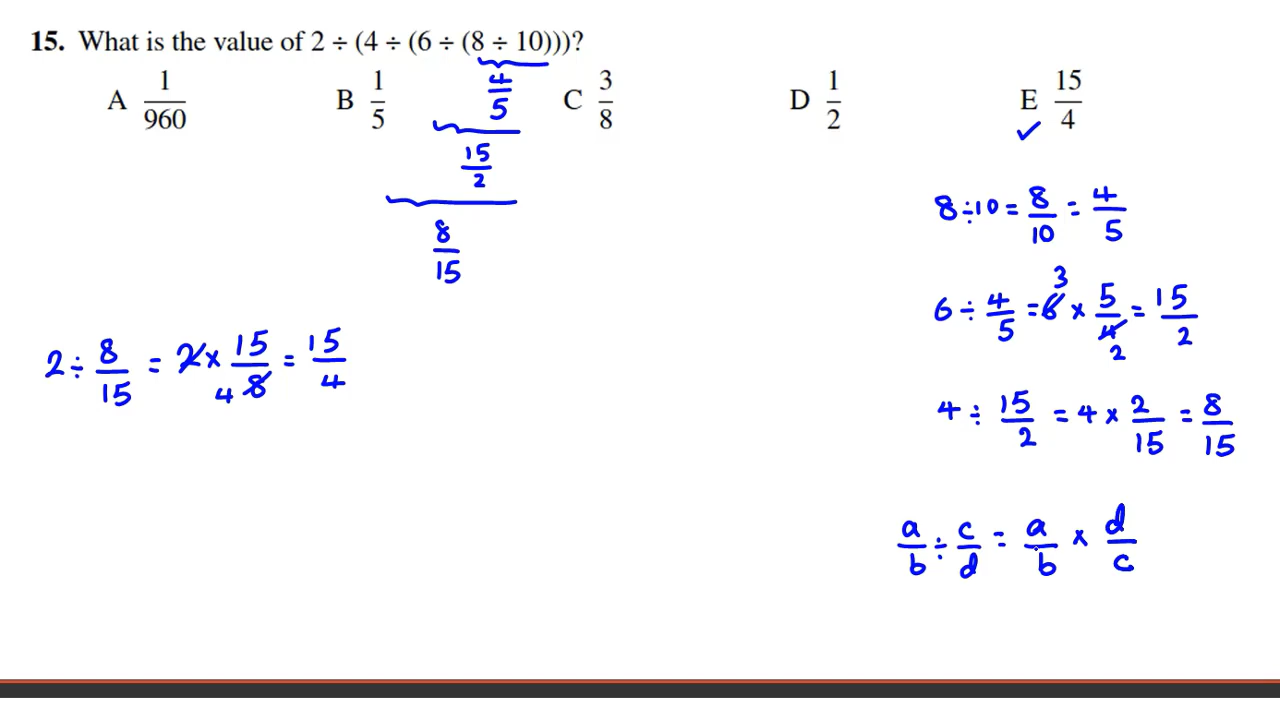 15. What is the value of 2 ÷ (4 ÷ (6 ÷ (8 ÷ 10)))?
A 1/960 B 1/5 C 3/8 D 1/2 E 15/4 ✓
4/5
15/2
8/15
8 ÷ 10 = 8/10 = 4/5
6 ÷ 4/5 = 6 3 × 5/4 2 = 15/2
2 ÷ 8/15 = 2 × 15/8 4 = 15/4
4 ÷ 15/2 = 4 × 2/15 = 8/15
a/b ÷ c/d = a/b × d/c